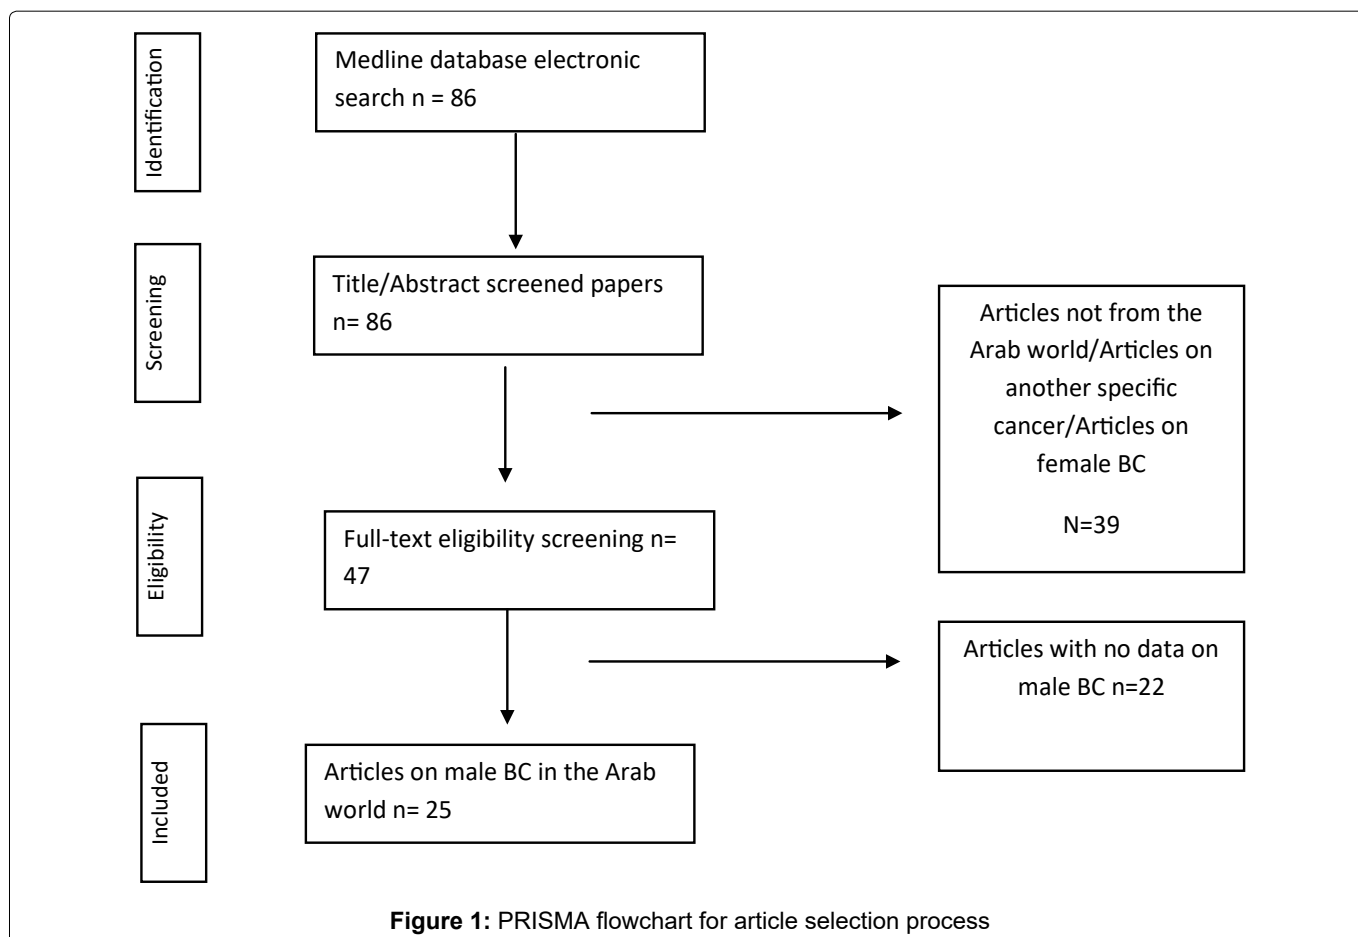 Identification
Medline database electronic
search n = 86
Screening
Title/Abstract screened papers
n= 86
Articles not from the
Arab world/Articles on
another specific
cancer/Articles on
female BC
N=39
Eligibility
Full-text eligibility screening n=
47
Articles with no data on
male BC n=22
Included
Articles on male BC in the Arab
world n= 25
Figure 1: PRISMA flowchart for article selection process